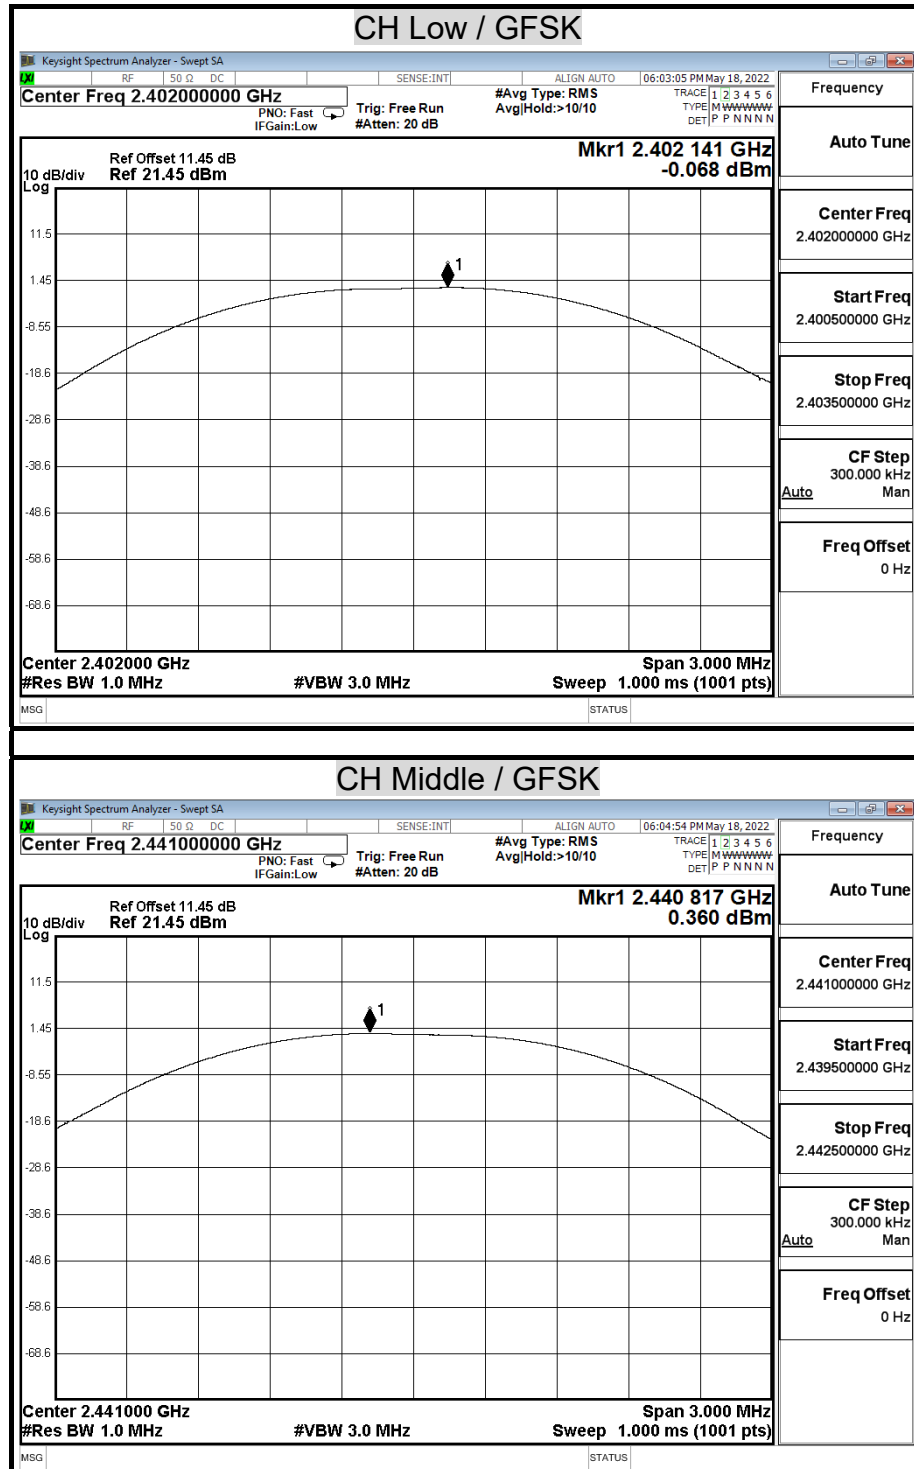 CH Low / GFSK
Keysight Spectrum Analyzer - Swept SA
LXI RF 50 Ω DC SENSE:INT ALIGN AUTO 06:03:05 PM May 18, 2022
Center Freq 2.402000000 GHz #Avg Type: RMS TRACE 1 2 3 4 5 6
PNO: Fast Trig: Free Run Avg|Hold:>10/10 TYPE M W W W W W
IFGain:Low #Atten: 20 dB DET P P N N N N
Frequency
Auto Tune
Mkr1 2.402 141 GHz
Ref Offset 11.45 dB
10 dB/div Ref 21.45 dBm -0.068 dBm
Log
11.5
1.45
-8.55
-18.6
-28.6
-38.6
-48.6
-58.6
-68.6
1
Center Freq
2.402000000 GHz
Start Freq
2.400500000 GHz
Stop Freq
2.403500000 GHz
CF Step
300.000 kHz
Auto Man
Freq Offset
0 Hz
Center 2.402000 GHz Span 3.000 MHz
#Res BW 1.0 MHz #VBW 3.0 MHz Sweep 1.000 ms (1001 pts)
MSG STATUS
CH Middle / GFSK
Keysight Spectrum Analyzer - Swept SA
LXI RF 50 Ω DC SENSE:INT ALIGN AUTO 06:04:54 PM May 18, 2022
Center Freq 2.441000000 GHz #Avg Type: RMS TRACE 1 2 3 4 5 6
PNO: Fast Trig: Free Run Avg|Hold:>10/10 TYPE M W W W W W
IFGain:Low #Atten: 20 dB DET P P N N N N
Frequency
Auto Tune
Mkr1 2.440 817 GHz
Ref Offset 11.45 dB
10 dB/div Ref 21.45 dBm 0.360 dBm
Log
11.5
1.45
-8.55
-18.6
-28.6
-38.6
-48.6
-58.6
-68.6
1
Center Freq
2.441000000 GHz
Start Freq
2.439500000 GHz
Stop Freq
2.442500000 GHz
CF Step
300.000 kHz
Auto Man
Freq Offset
0 Hz
Center 2.441000 GHz Span 3.000 MHz
#Res BW 1.0 MHz #VBW 3.0 MHz Sweep 1.000 ms (1001 pts)
MSG STATUS